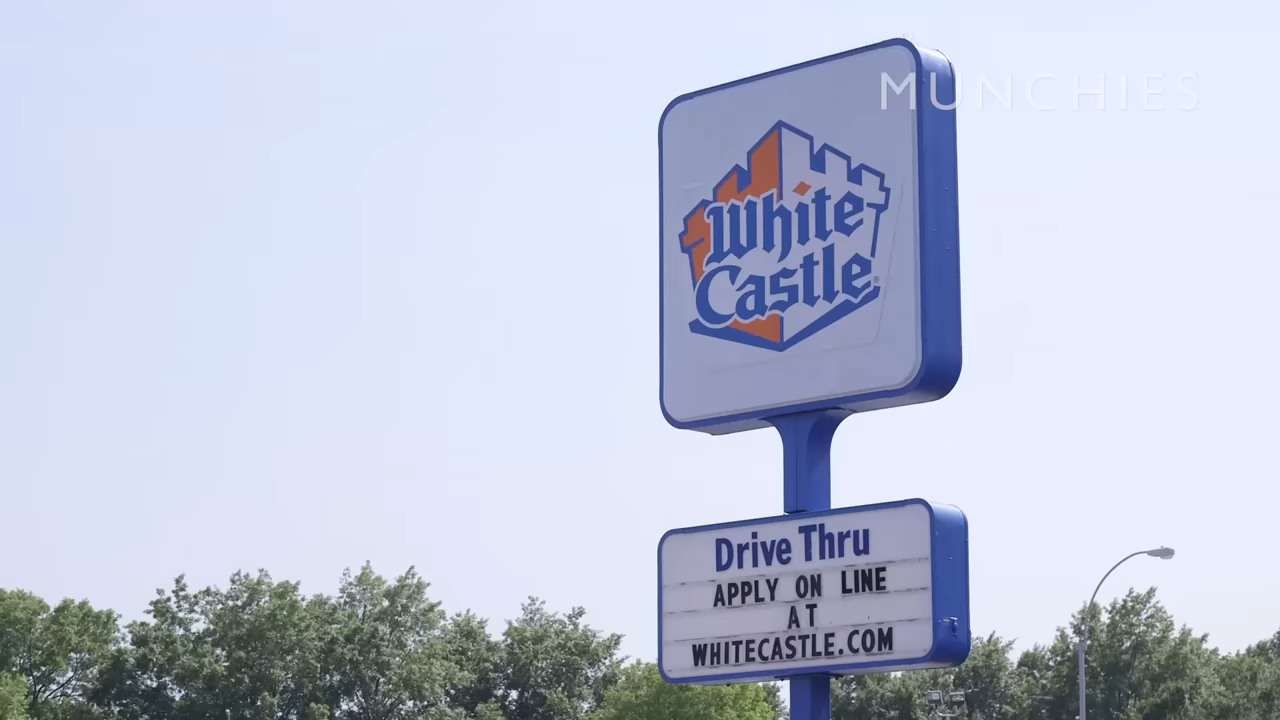 MUNCHIES
White
Castle®
Drive Thru
APPLY ON LINE
AT
WHITECASTLE.COM